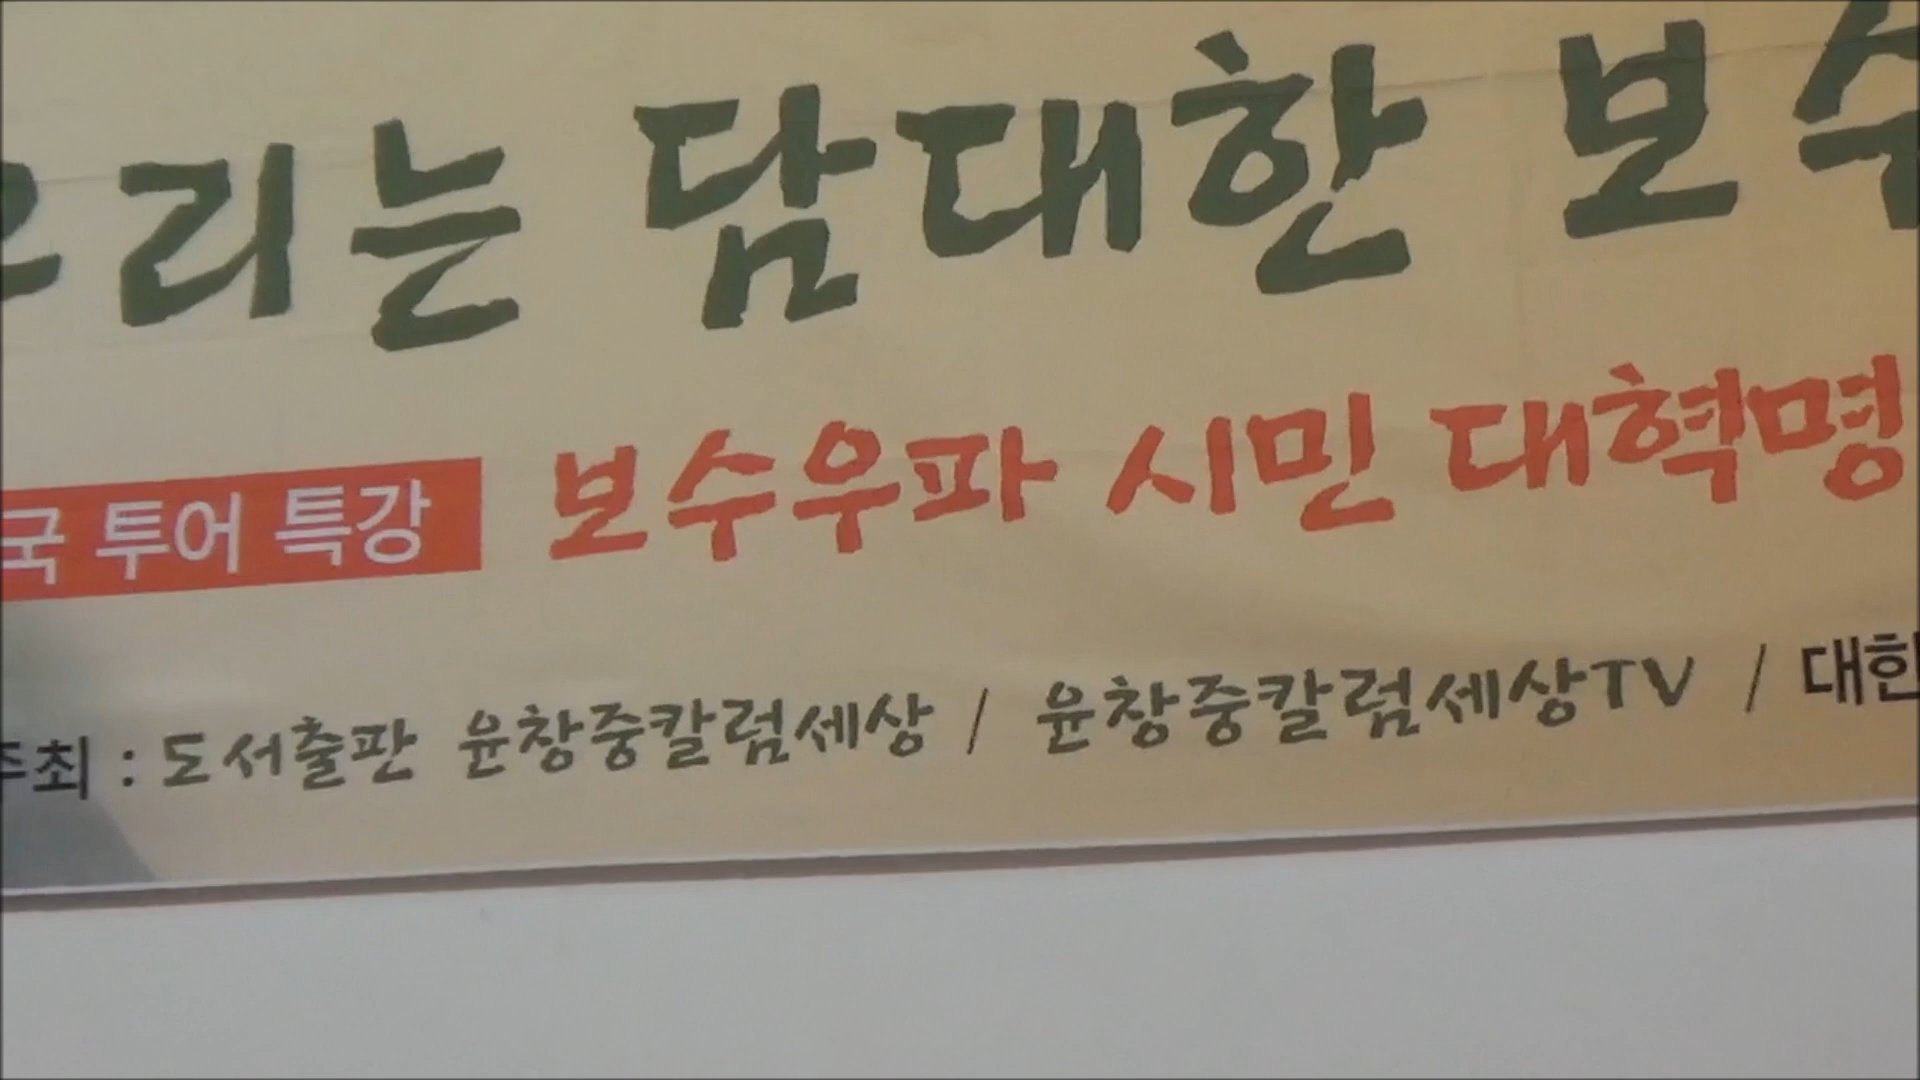 리는 담대한 보수
국 투어 특강 보수우파 시민 대혁명
주최 : 도서출판 윤창중칼럼세상 / 윤창중칼럼세상TV / 대한